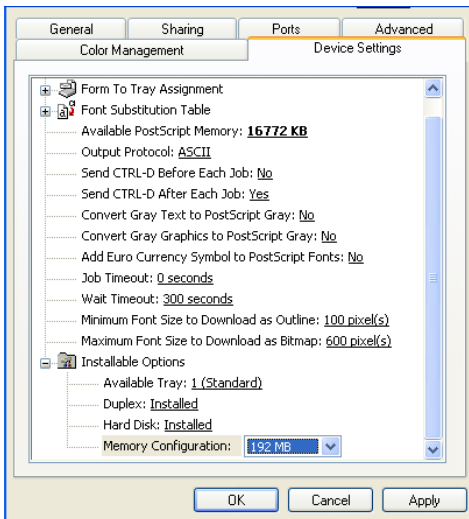 General Sharing Ports Advanced
Color Management Device Settings
Form To Tray Assignment
Font Substitution Table
Available PostScript Memory: 16772 KB
Output Protocol: ASCII
Send CTRL-D Before Each Job: No
Send CTRL-D After Each Job: Yes
Convert Gray Text to PostScript Gray: No
Convert Gray Graphics to PostScript Gray: No
Add Euro Currency Symbol to PostScript Fonts: No
Job Timeout: 0 seconds
Wait Timeout: 300 seconds
Minimum Font Size to Download as Outline: 100 pixel(s)
Maximum Font Size to Download as Bitmap: 600 pixel(s)
Installable Options
Available Tray: 1 (Standard)
Duplex: Installed
Hard Disk: Installed
Memory Configuration: 192 MB
OK Cancel Apply